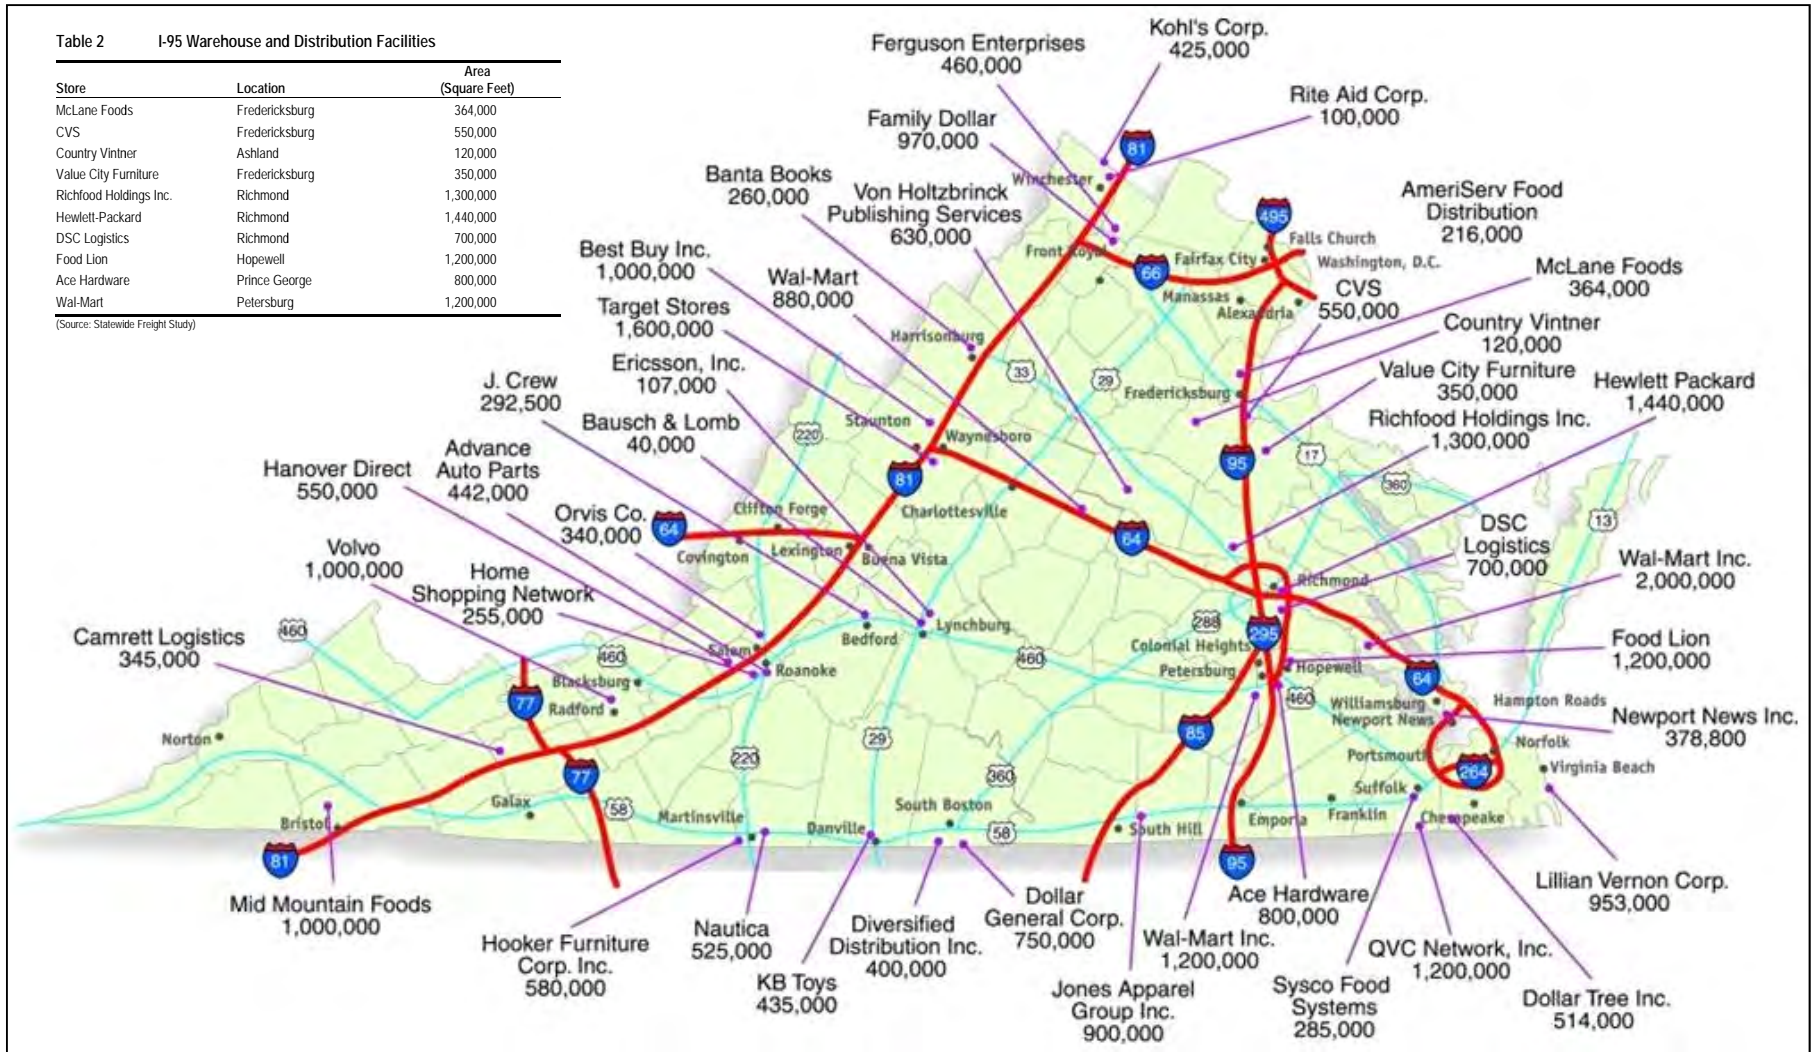 Table 2 I-95 Warehouse and Distribution Facilities
Area
Store Location (Square Feet)
McLane Foods Fredericksburg 364,000
CVS Fredericksburg 550,000
Country Vintner Ashland 120,000
Value City Furniture Fredericksburg 350,000
Richfood Holdings Inc. Richmond 1,300,000
Hewlett-Packard Richmond 1,440,000
DSC Logistics Richmond 700,000
Food Lion Hopewell 1,200,000
Ace Hardware Prince George 800,000
Wal-Mart Petersburg 1,200,000
(Source: Statewide Freight Study)
Kohl's Corp.
425,000
Ferguson Enterprises
460,000
Rite Aid Corp.
100,000
Family Dollar
970,000
Banta Books
260,000
Von Holtzbrinck
Publishing Services
630,000
AmeriServ Food
Distribution
216,000
Best Buy Inc.
1,000,000
Wal-Mart
880,000
McLane Foods
364,000
CVS
550,000
Target Stores
1,600,000
Country Vintner
120,000
Ericsson, Inc.
107,000
Value City Furniture
350,000
Hewlett Packard
1,440,000
J. Crew
292,500
Bausch & Lomb
40,000
Richfood Holdings Inc.
1,300,000
Advance
Auto Parts
442,000
Hanover Direct
550,000
Orvis Co.
340,000
DSC
Logistics
700,000
Volvo
1,000,000
Wal-Mart Inc.
2,000,000
Home
Shopping Network
255,000
Camrett Logistics
345,000
Food Lion
1,200,000
Newport News Inc.
378,800
Mid Mountain Foods
1,000,000
Hooker Furniture
Corp. Inc.
580,000
Nautica
525,000
KB Toys
435,000
Diversified
Distribution Inc.
400,000
Dollar
General Corp.
750,000
Jones Apparel
Group Inc.
900,000
Wal-Mart Inc.
1,200,000
Ace Hardware
800,000
Sysco Food
Systems
285,000
QVC Network, Inc.
1,200,000
Dollar Tree Inc.
514,000
Lillian Vernon Corp.
953,000
81
Winchester
495
Falls Church
Front Royal
66
Fairfax City
Washington, D.C.
Manassas
Alexandria
Harrisonburg
33
29
Fredericksburg
220
Staunton
Waynesboro
81
95
17
360
13
Clifton Forge
Charlottesville
64
Covington
Lexington
Buena Vista
64
Richmond
460
Bedford
Lynchburg
288
295
Colonial Heights
Salem
460
460
Roanoke
Petersburg
Hopewell
64
Blacksburg
77
Radford
460
Williamsburg
Hampton Roads
Newport News
Norton
85
Norfolk
29
Portsmouth
220
77
360
264
Virginia Beach
Suffolk
Galax
58
Martinsville
South Boston
Emporia
Franklin
Chesapeake
Bristol
Danville
58
South Hill
81
95